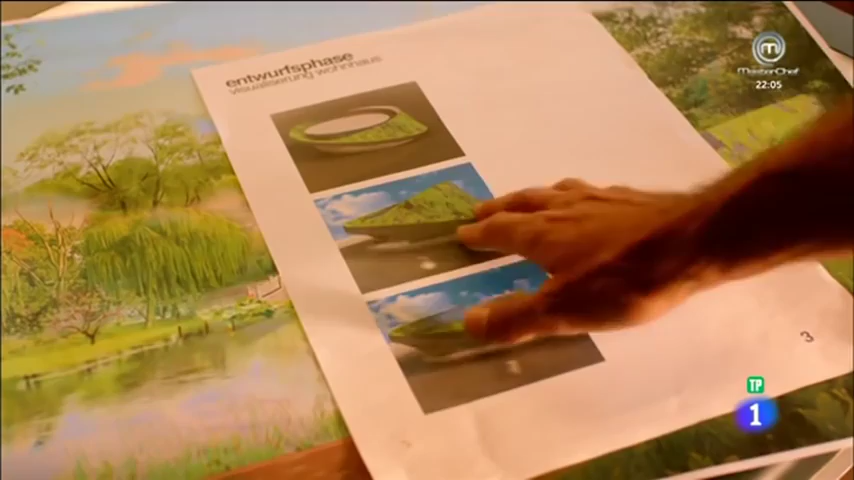 entwurfsphase
visualisierung wohnhaus
MasterChef
22:05
3
TP
1